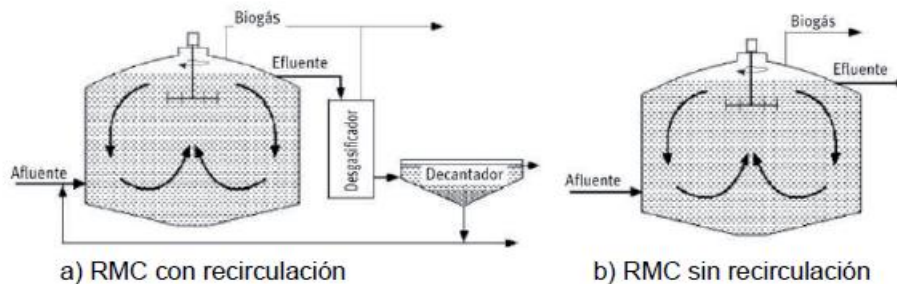 Biogás
Efluente
Desgasificador
Decantador
Afluente
a) RMC con recirculación
Biogás
Efluente
Afluente
b) RMC sin recirculación